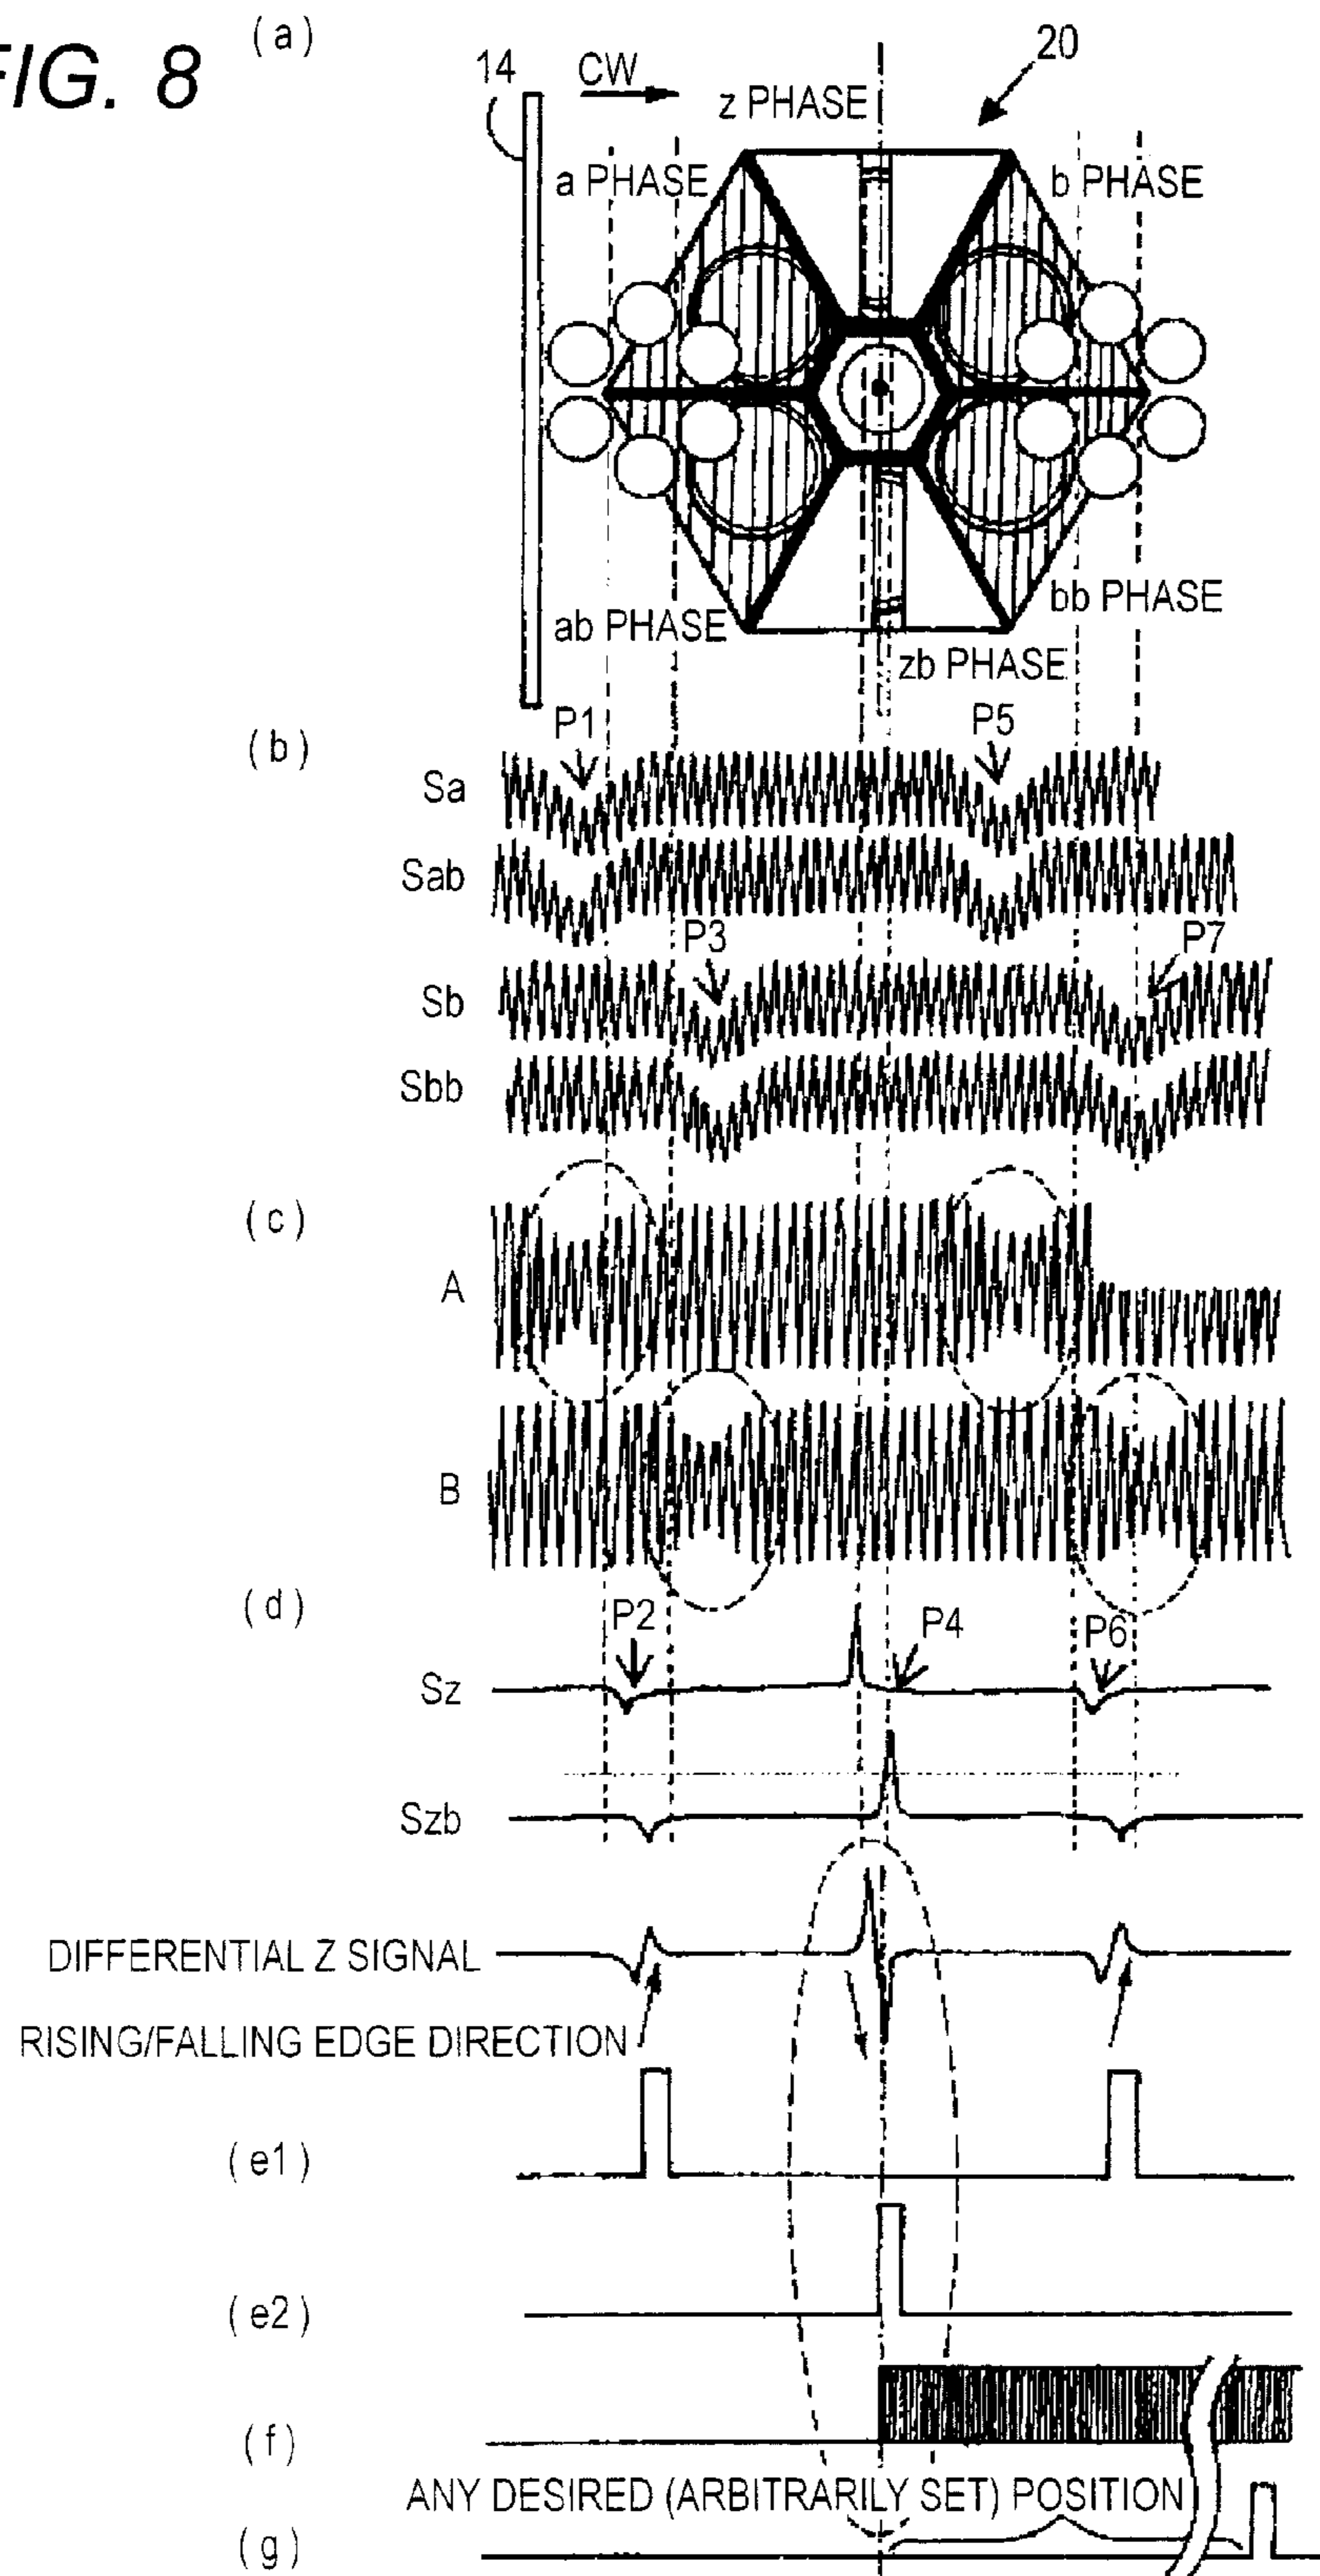 FIG. 8
(a)
14
CW
20
z PHASE
a PHASE
b PHASE
ab PHASE
bb PHASE
zb PHASE
(b)
P1
P5
Sa
Sab
P3
P7
Sb
Sbb
(c)
A
B
(d)
P2
P4
P6
Sz
Szb
DIFFERENTIAL Z SIGNAL
RISING/FALLING EDGE DIRECTION
(e1)
(e2)
(f)
ANY DESIRED (ARBITRARILY SET) POSITION
(g)